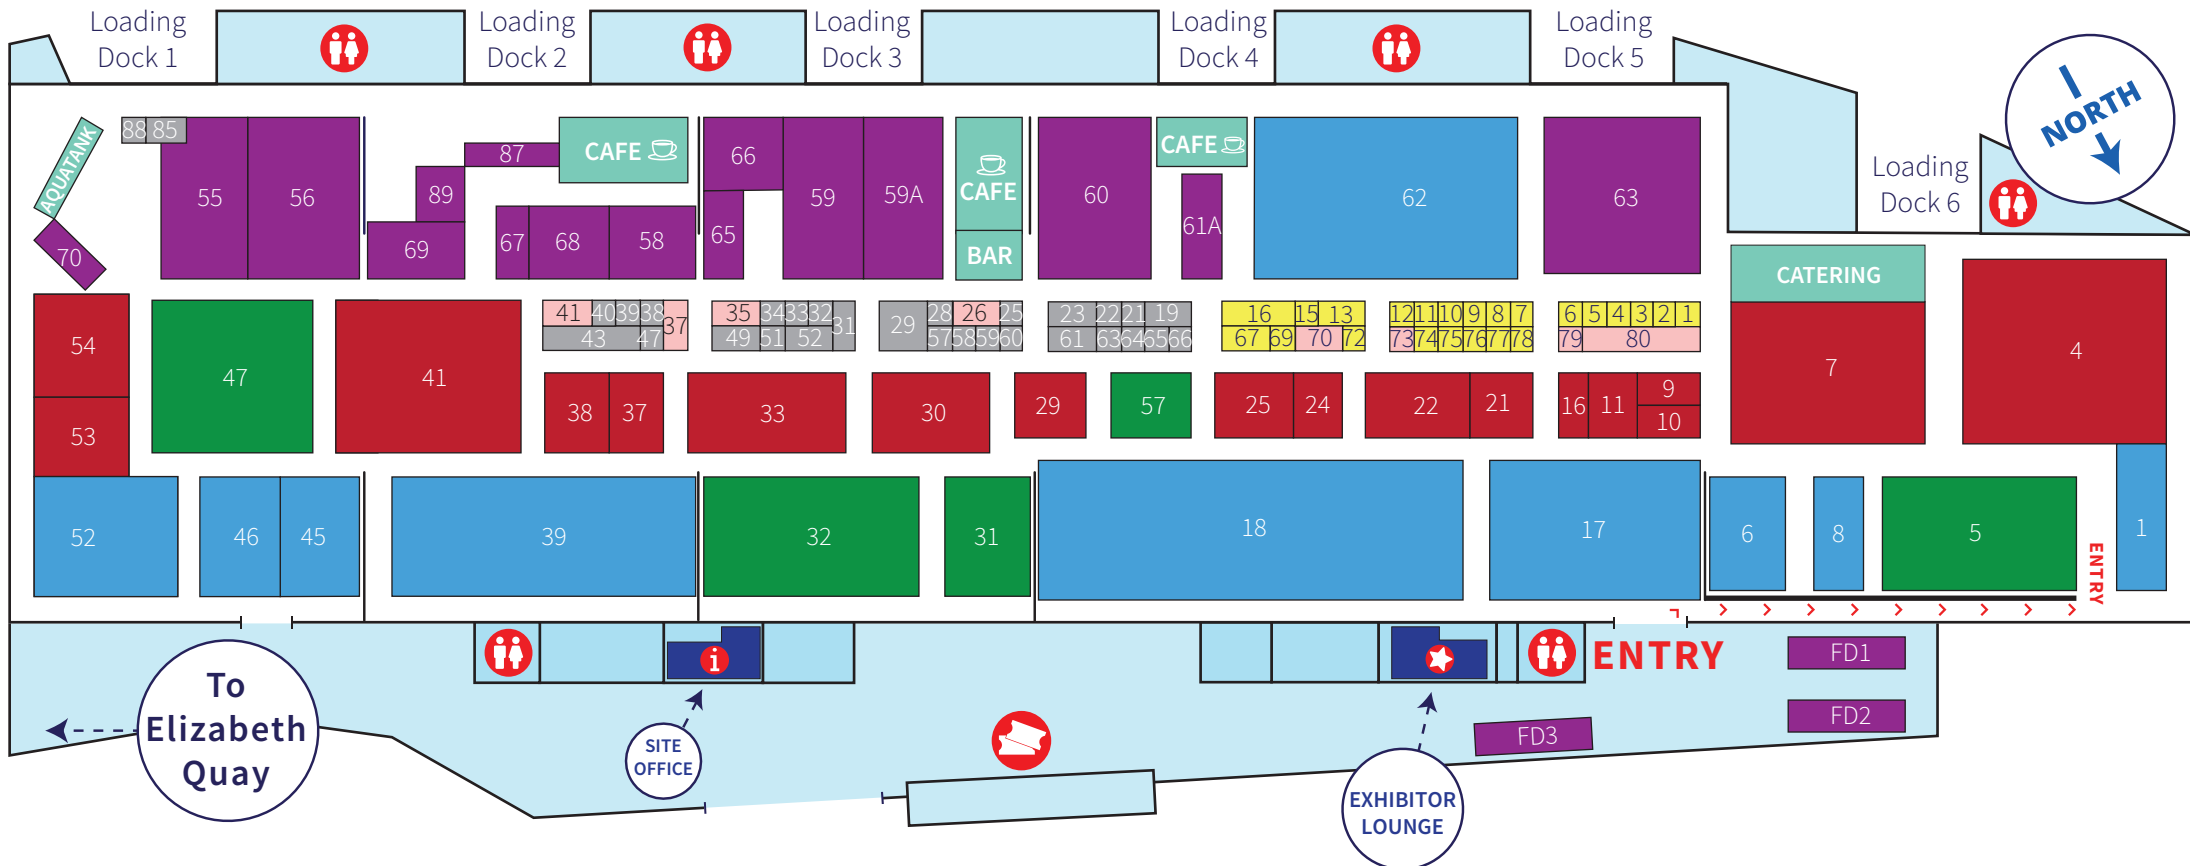 Loading
Dock 1
Loading
Dock 2
Loading
Dock 3
Loading
Dock 4
Loading
Dock 5
NORTH
Loading
Dock 6
AQUATANK
88 85
55 56
87
CAFE
89
69
67 68 58
66
65
59 59A
CAFE
BAR
60
CAFE
61A
62
63
70
CATERING
41 40 39 38 37
43 47
35 34 33 32 31
49 51 52
29 28 26 25
57 58 59 60
23 22 21 19
61 63 64 65 66
16 15 13
67 69 70 72
12 11 10 9 8 7
73 74 75 76 77 78
6 5 4 3 2 1
79 80
54
53
47
41
38 37
33
30
29
57
25 24
22 21
16 11 9
10
7
4
52
46 45
39
32
31
18
17
6
8
5
1
ENTRY
ENTRY
i
FD1
FD2
FD3
To
Elizabeth
Quay
SITE
OFFICE
EXHIBITOR
LOUNGE